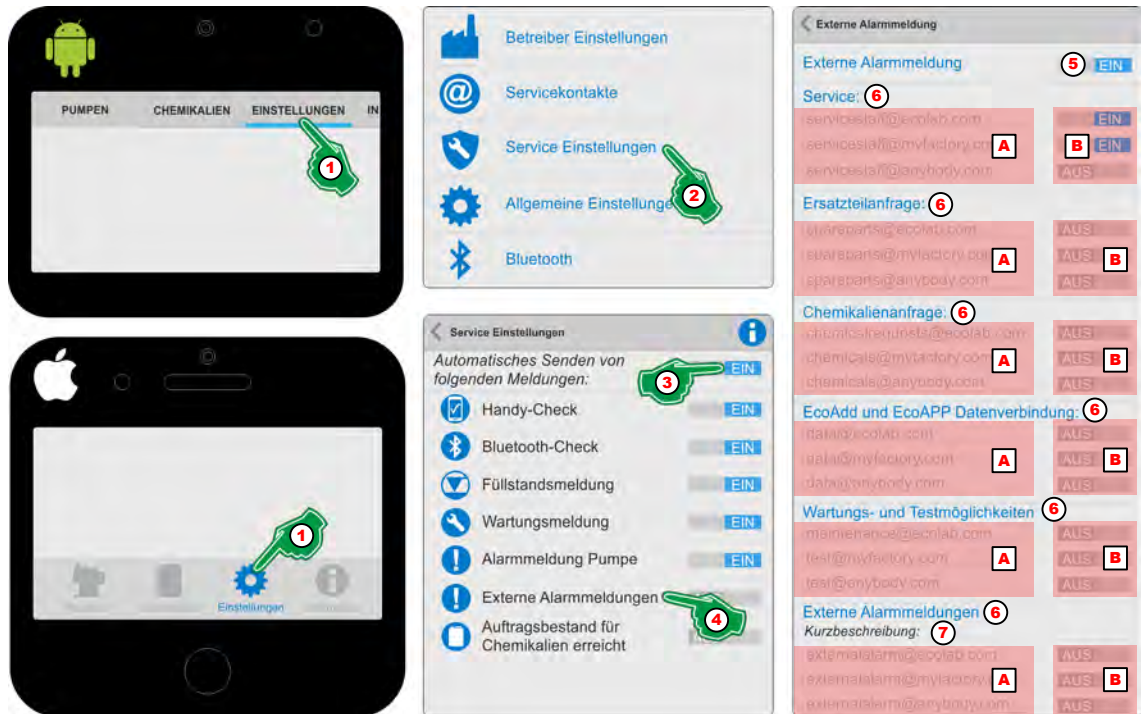 PUMPEN CHEMIKALIEN EINSTELLUNGEN IN
1
Einstellungen
1
Betreiber Einstellungen
Servicekontakte
Service Einstellungen
2
Allgemeine Einstellunge
Bluetooth
Service Einstellungen
Automatisches Senden von
folgenden Meldungen:
3 EIN
Handy-Check EIN
Bluetooth-Check EIN
Füllstandsmeldung EIN
Wartungsmeldung EIN
Alarmmeldung Pumpe EIN
Externe Alarmmeldungen
4
Auftragsbestand für
Chemikalien erreicht
Externe Alarmmeldung
Externe Alarmmeldung 5 EIN
Service: 6
servicestaff@ecolab.com EIN
servicestaff@myfactory.com A B EIN
servicestaff@anybody.com AUS
Ersatzteilanfrage: 6
spareparts@ecolab.com AUS
spareparts@myfactory.com A AUS B
spareparts@anybody.com AUS
Chemikalienanfrage: 6
@ecolab.com AUS
chemicals@myfactory.com A AUS B
chemicals@anybody.com AUS
EcoAdd und EcoAPP Datenverbindung: 6
data@ecolab.com AUS
data@myfactory.com A AUS B
data@anybody.com AUS
Wartungs- und Testmöglichkeiten 6
maintenance@ecolab.com AUS
test@myfactory.com A AUS B
test@anybody.com AUS
Externe Alarmmeldungen 6
Kurzbeschreibung: 7
externalalarm@ecolab.com AUS
externalalarm@myfactory. A AUS B
externalalarm@anybody.com AUS